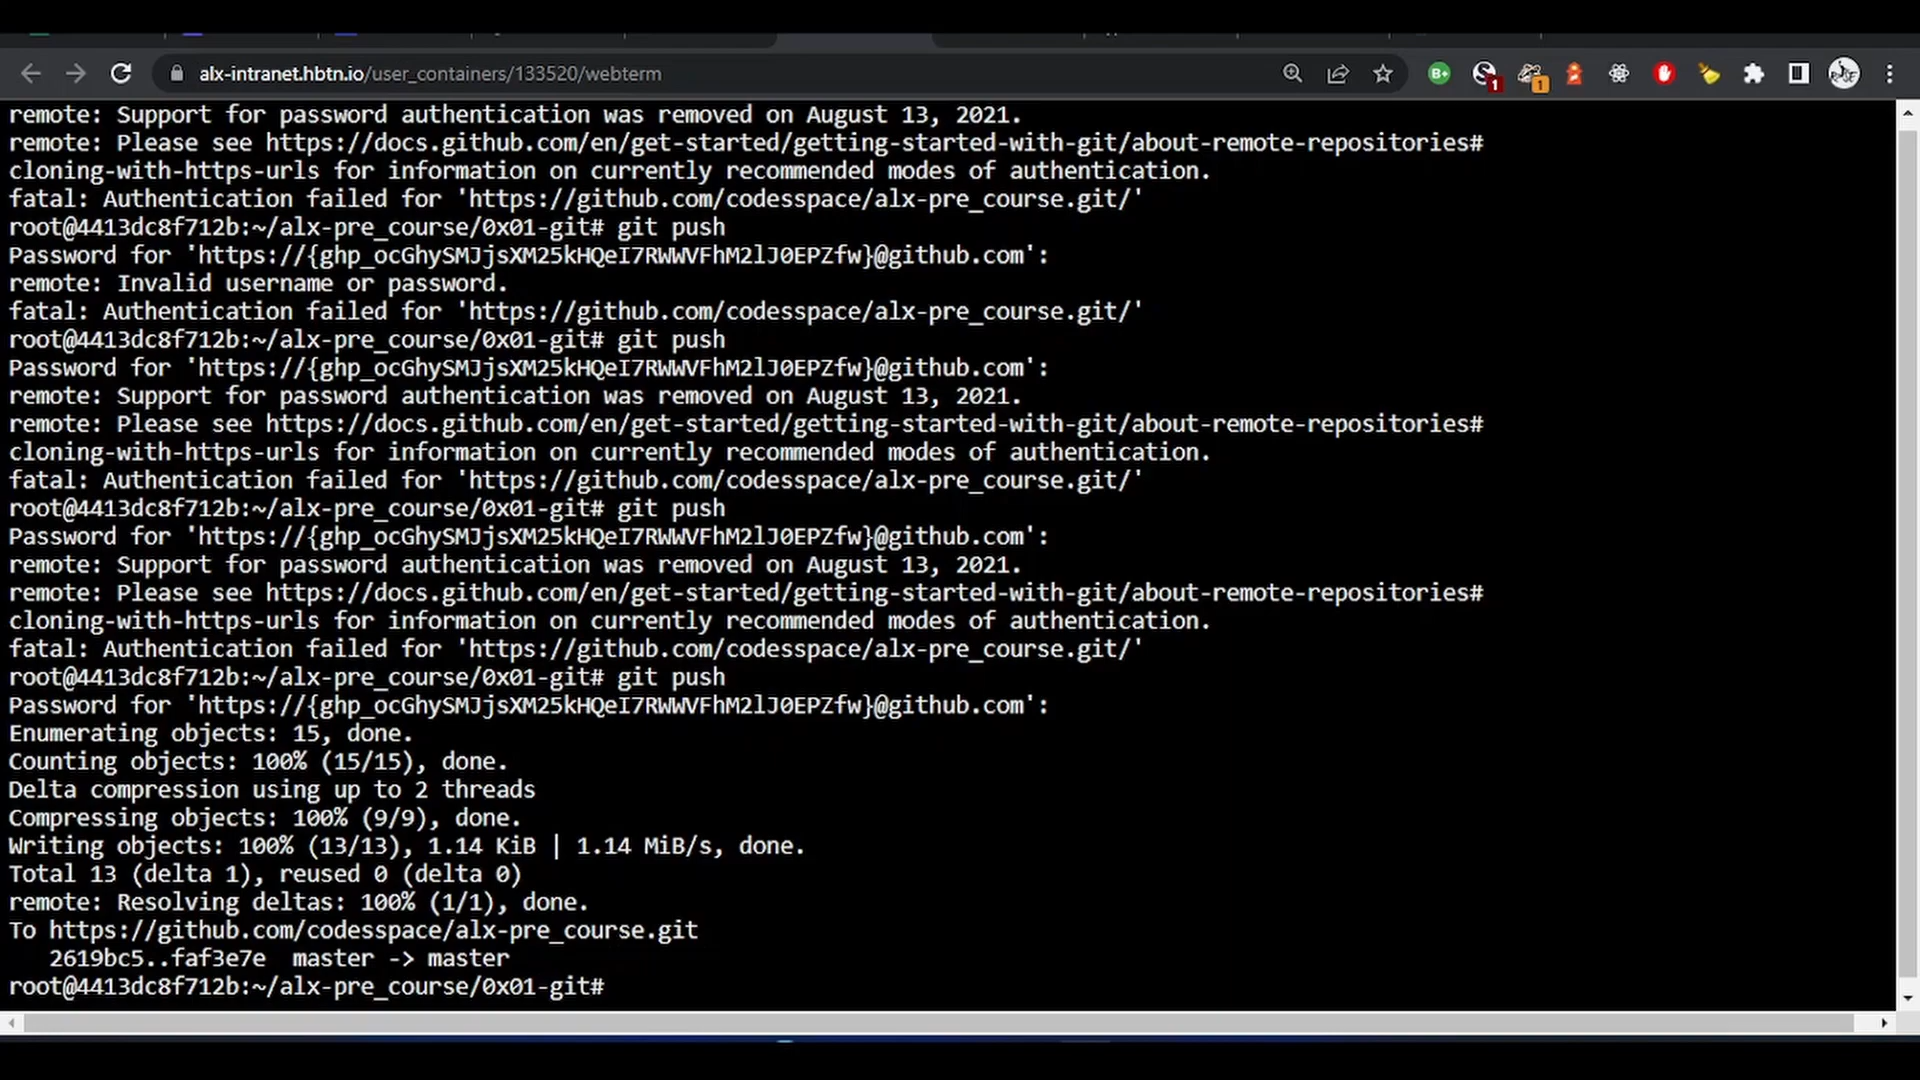 alx-intranet.hbtn.io/user_containers/133520/webterm
1
1
remote: Support for password authentication was removed on August 13, 2021.
remote: Please see https://docs.github.com/en/get-started/getting-started-with-git/about-remote-repositories#
cloning-with-https-urls for information on currently recommended modes of authentication.
fatal: Authentication failed for 'https://github.com/codesspace/alx-pre_course.git/'
root@4413dc8f712b:~/alx-pre_course/0x01-git# git push
Password for 'https://{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}@github.com':
remote: Invalid username or password.
fatal: Authentication failed for 'https://github.com/codesspace/alx-pre_course.git/'
root@4413dc8f712b:~/alx-pre_course/0x01-git# git push
Password for 'https://{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}@github.com':
remote: Support for password authentication was removed on August 13, 2021.
remote: Please see https://docs.github.com/en/get-started/getting-started-with-git/about-remote-repositories#
cloning-with-https-urls for information on currently recommended modes of authentication.
fatal: Authentication failed for 'https://github.com/codesspace/alx-pre_course.git/'
root@4413dc8f712b:~/alx-pre_course/0x01-git# git push
Password for 'https://{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}@github.com':
remote: Support for password authentication was removed on August 13, 2021.
remote: Please see https://docs.github.com/en/get-started/getting-started-with-git/about-remote-repositories#
cloning-with-https-urls for information on currently recommended modes of authentication.
fatal: Authentication failed for 'https://github.com/codesspace/alx-pre_course.git/'
root@4413dc8f712b:~/alx-pre_course/0x01-git# git push
Password for 'https://{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}@github.com':
Enumerating objects: 15, done.
Counting objects: 100% (15/15), done.
Delta compression using up to 2 threads
Compressing objects: 100% (9/9), done.
Writing objects: 100% (13/13), 1.14 KiB | 1.14 MiB/s, done.
Total 13 (delta 1), reused 0 (delta 0)
remote: Resolving deltas: 100% (1/1), done.
To https://github.com/codesspace/alx-pre_course.git
   2619bc5..faf3e7e  master -> master
root@4413dc8f712b:~/alx-pre_course/0x01-git#